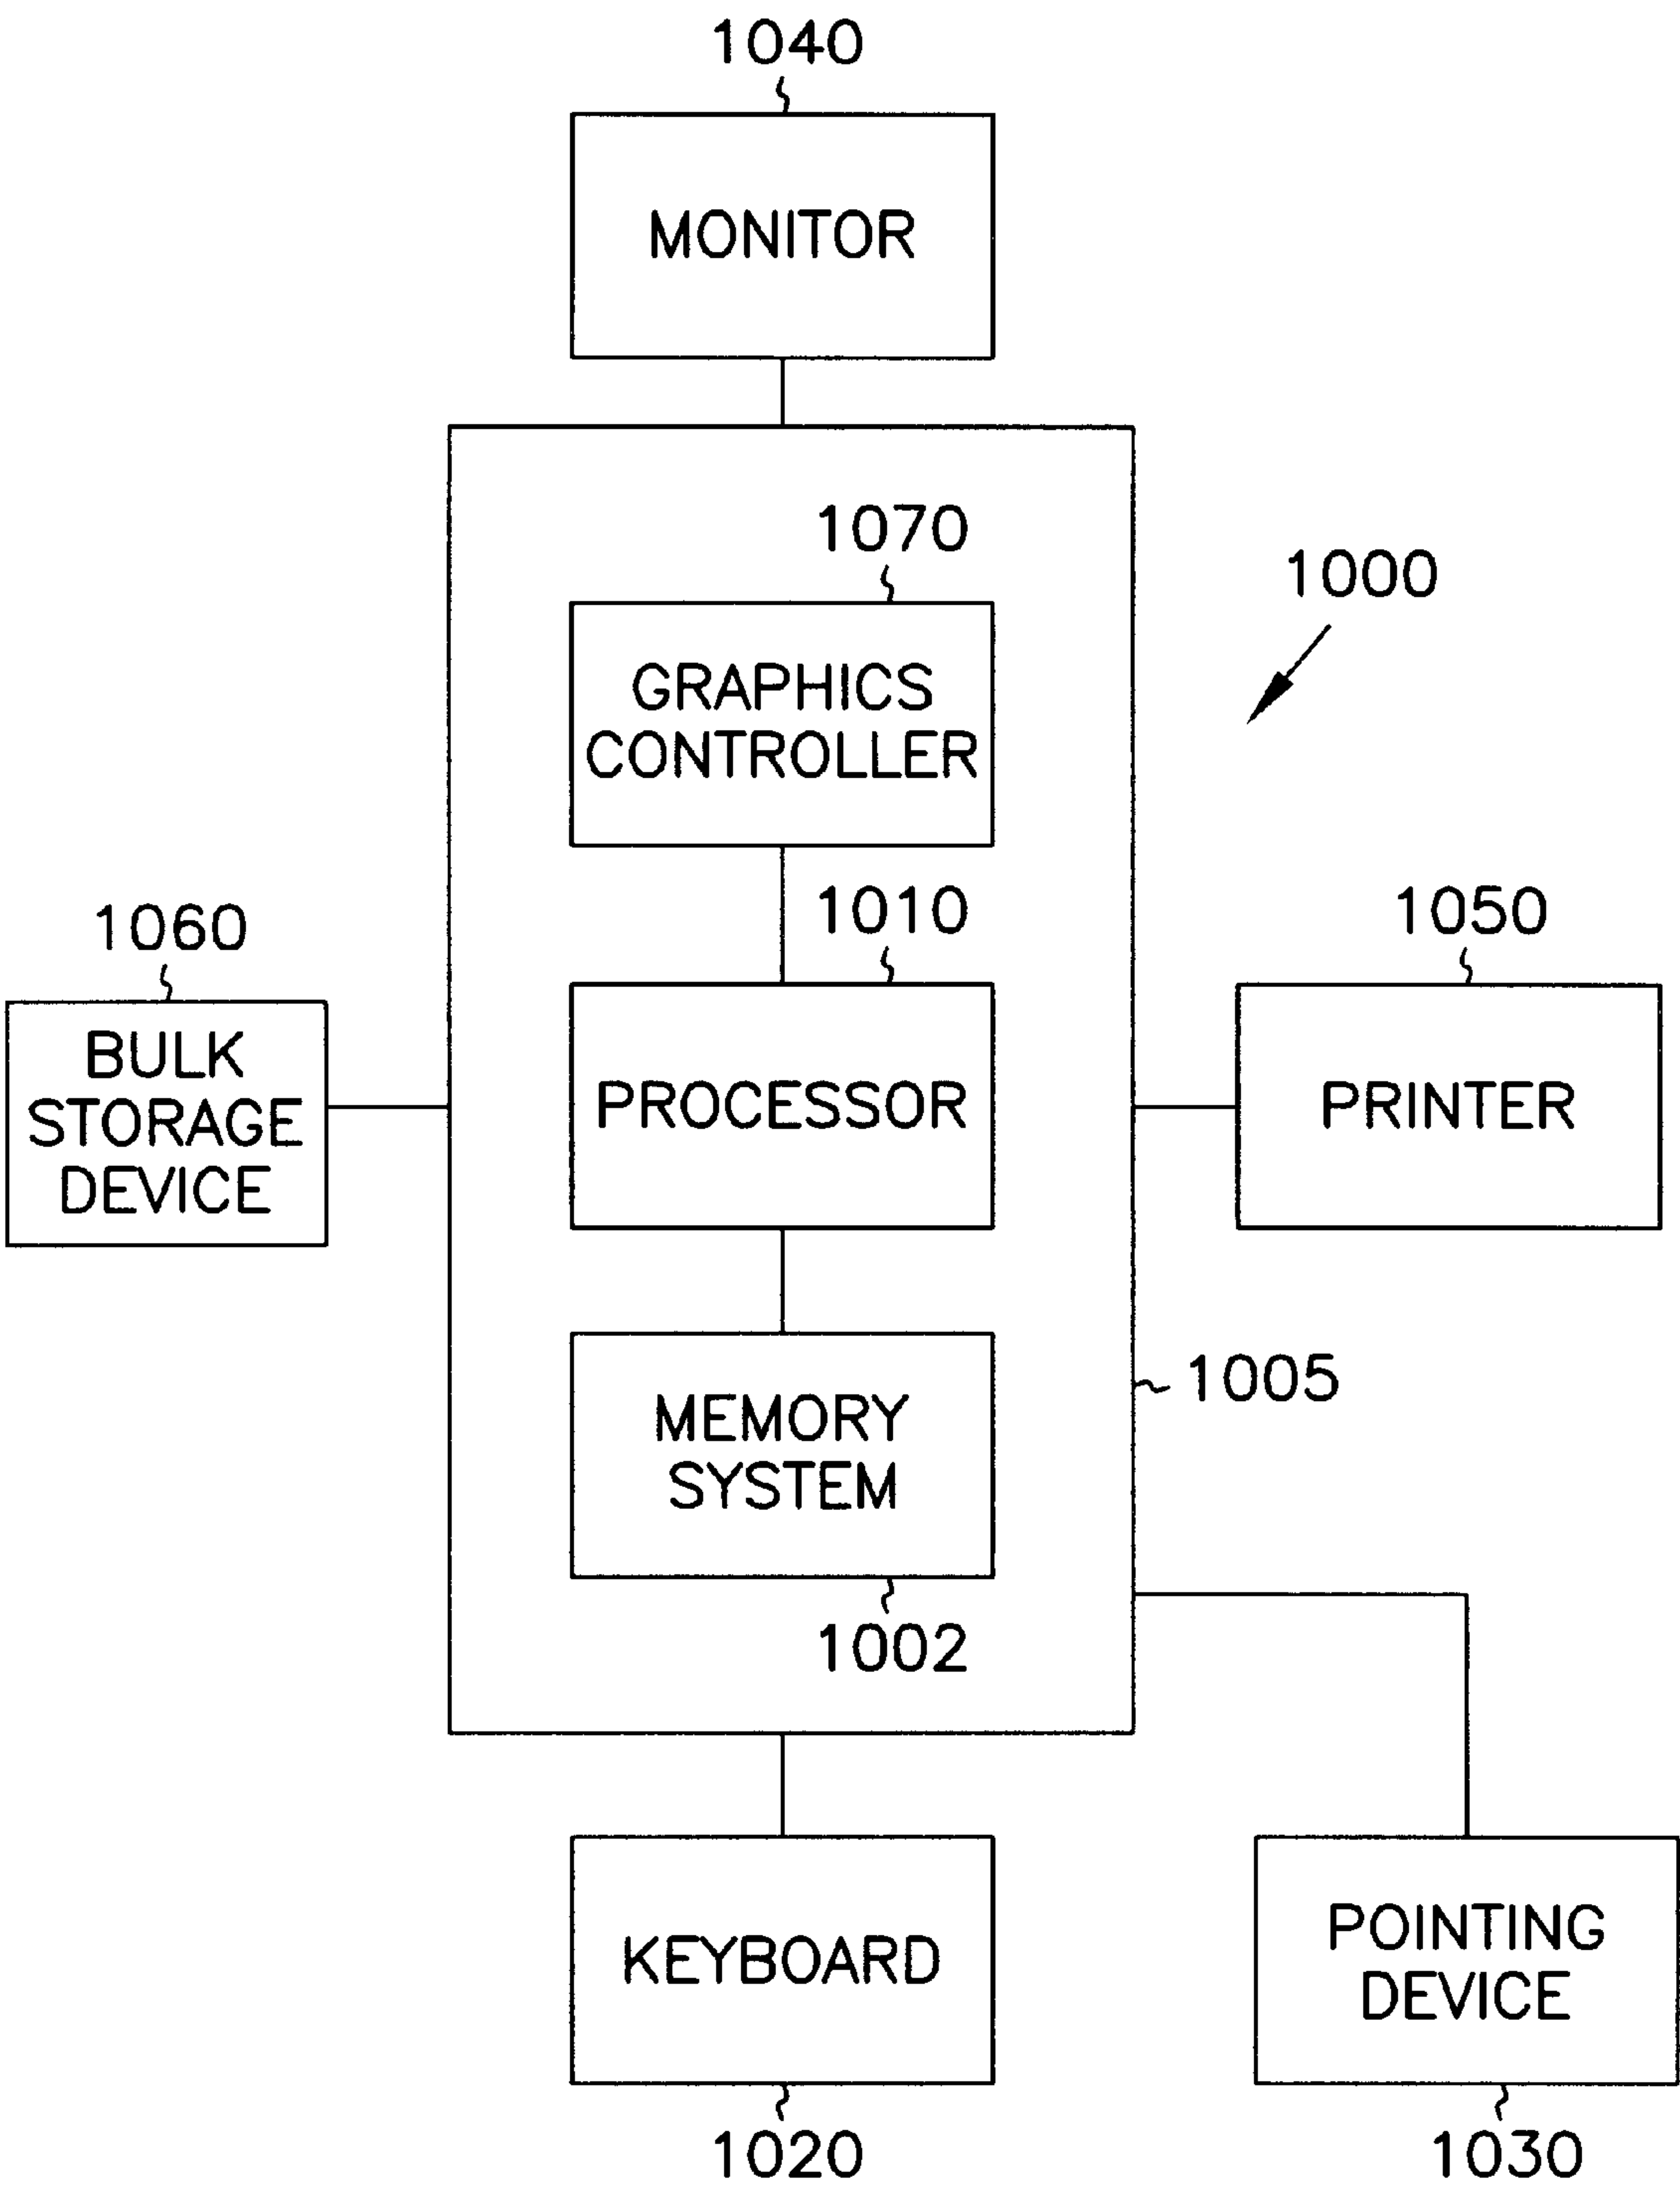 1040
MONITOR
1070
1000
GRAPHICS
CONTROLLER
1010
1060
1050
BULK
STORAGE
DEVICE
PROCESSOR
PRINTER
1005
MEMORY
SYSTEM
1002
KEYBOARD
POINTING
DEVICE
1020
1030